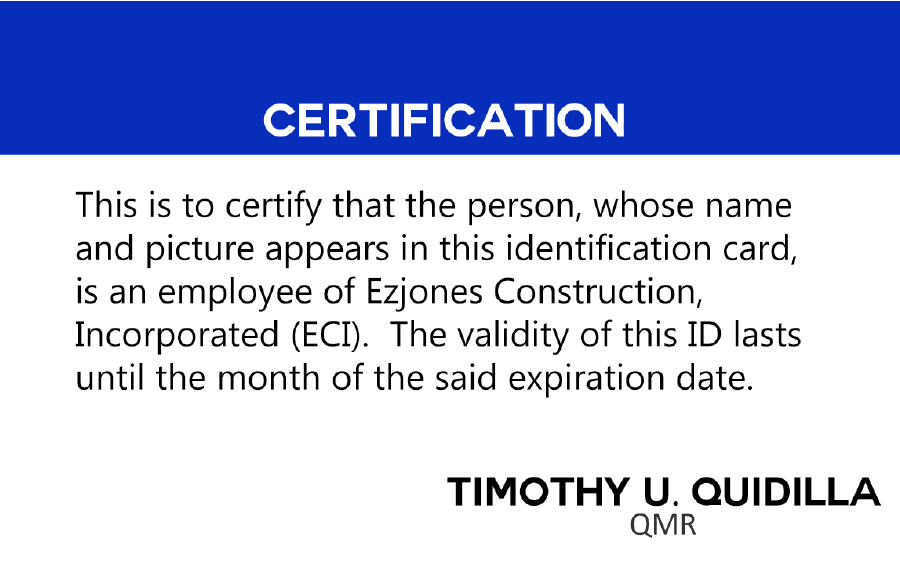 CERTIFICATION
This is to certify that the person, whose name
and picture appears in this identification card,
is an employee of Ezjones Construction,
Incorporated (ECI).  The validity of this ID lasts
until the month of the said expiration date.
TIMOTHY U. QUIDILLA
QMR